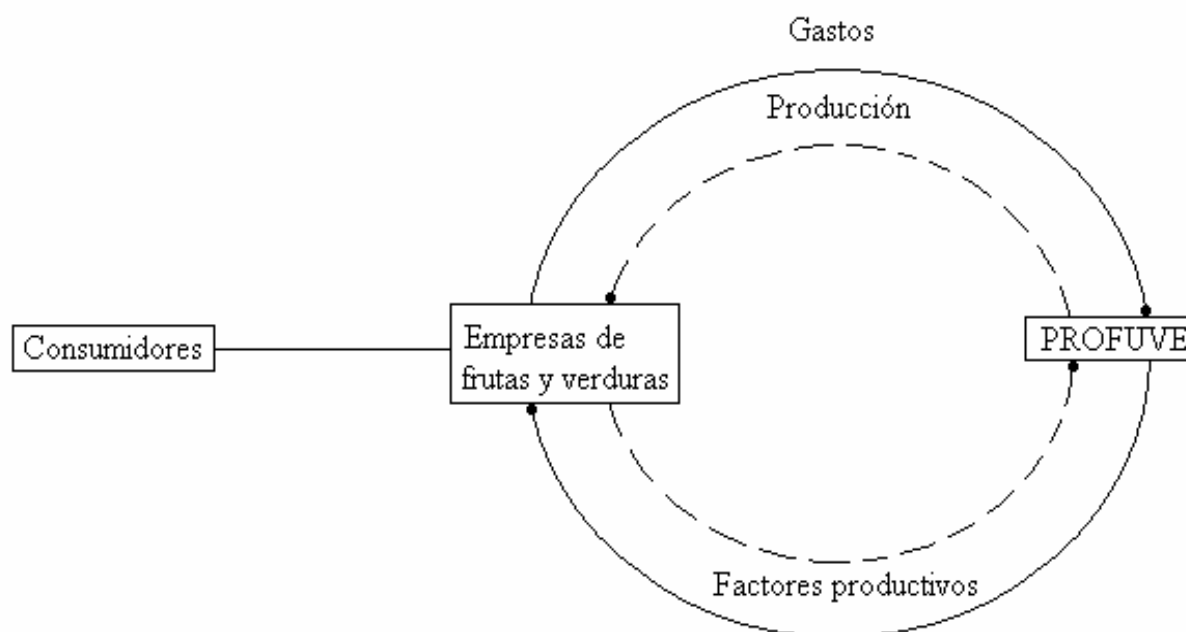 Gastos
Producción
Consumidores
Empresas de
frutas y verduras
PROFUVE
Factores productivos